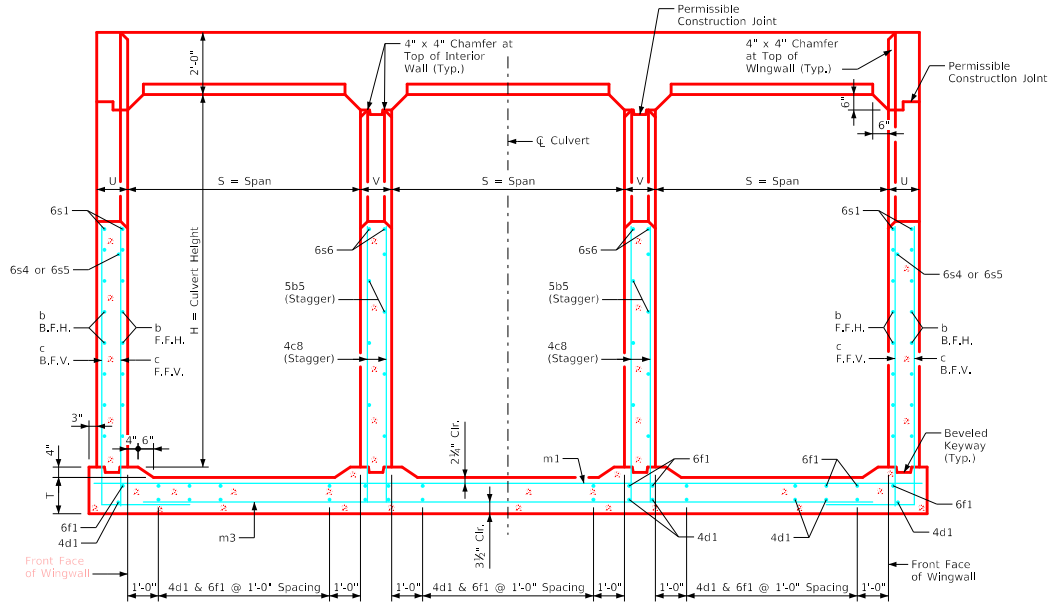 Permissible
Construction Joint
4" x 4" Chamfer at
Top of Interior
Wall (Typ.)
4" x 4" Chamfer
at Top of
Wingwall (Typ.)
Permissible
Construction Joint
2'-0"
6"
6"
℄ Culvert
U
S = Span
V
S = Span
V
S = Span
U
H = Culvert Height
6s1
6s6
6s6
6s1
6s4 or 6s5
6s4 or 6s5
5b5
(Stagger)
5b5
(Stagger)
b
B.F.H.
b
F.F.H.
b
F.F.H.
b
B.F.H.
c
B.F.V.
c
F.F.V.
4c8
(Stagger)
4c8
(Stagger)
c
F.F.V.
c
B.F.V.
3"
4"
6"
4"
T
2¼" Clr.
3½" Clr.
m1
6f1
6f1
Beveled
Keyway
(Typ.)
6f1
4d1
m3
4d1
4d1
6f1
4d1
Front Face
of Wingwall
Front Face
of Wingwall
1'-0"
4d1 & 6f1 @ 1'-0" Spacing
1'-0"
1'-0"
4d1 & 6f1 @ 1'-0" Spacing
1'-0"
1'-0"
4d1 & 6f1 @ 1'-0" Spacing
1'-0"